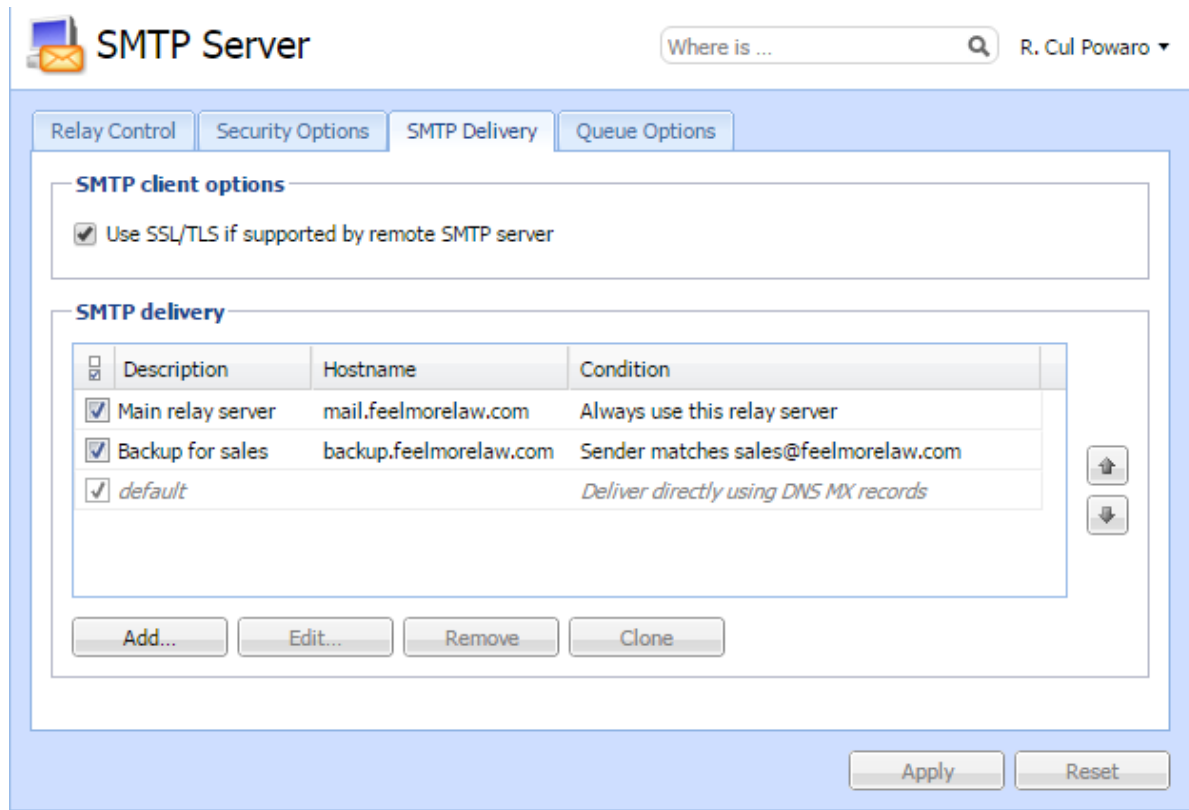 SMTP Server
Where is ...
R. Cul Powaro
Relay Control
Security Options
SMTP Delivery
Queue Options
SMTP client options
Use SSL/TLS if supported by remote SMTP server
SMTP delivery
Description Hostname Condition
Main relay server mail.feelmorelaw.com Always use this relay server
Backup for sales backup.feelmorelaw.com Sender matches sales@feelmorelaw.com
default Deliver directly using DNS MX records
Add... Edit... Remove Clone
Apply Reset